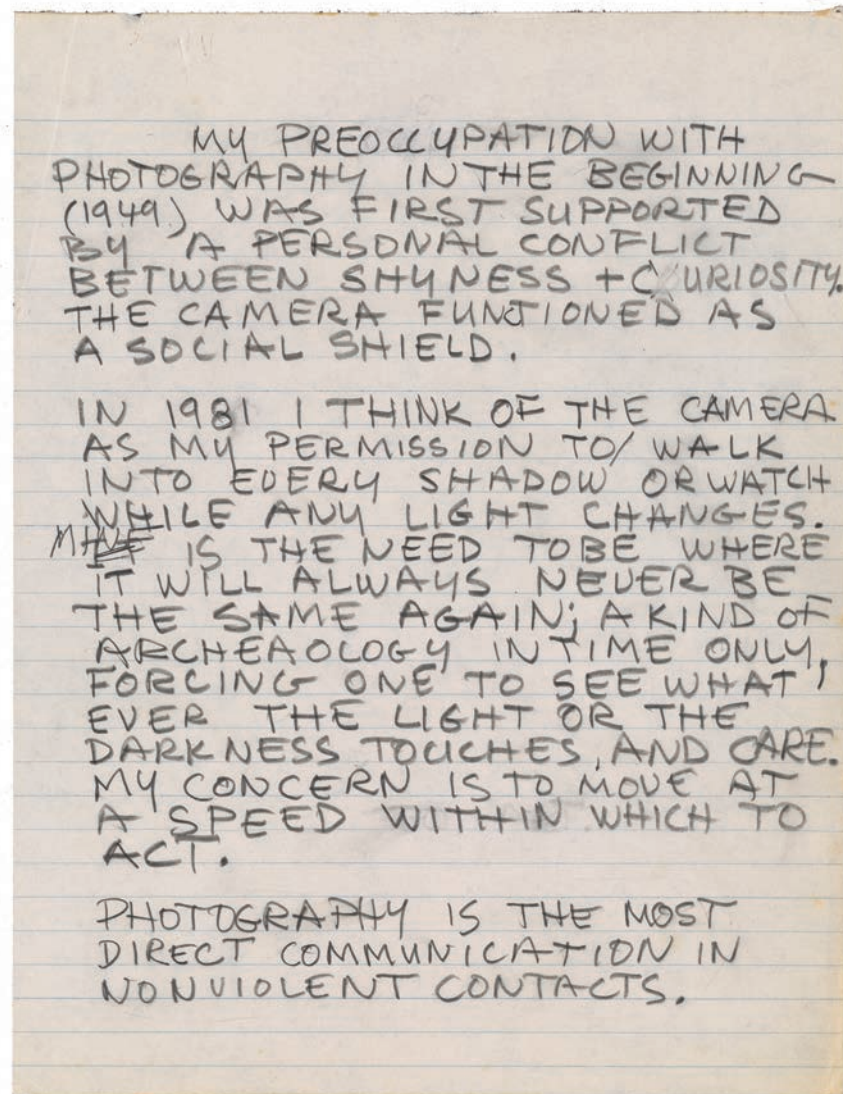 MY PREOCCUPATION WITH
PHOTOGRAPHY IN THE BEGINNING
(1949) WAS FIRST SUPPORTED
BY A PERSONAL CONFLICT
BETWEEN SHYNESS + CURIOSITY.
THE CAMERA FUNCTIONED AS
A SOCIAL SHIELD.
IN 1981 I THINK OF THE CAMERA
AS MY PERMISSION TO/ WALK
INTO EVERY SHADOW OR WATCH
WHILE ANY LIGHT CHANGES.
MINE IS THE NEED TO BE WHERE
IT WILL ALWAYS NEVER BE
THE SAME AGAIN; A KIND OF
ARCHEAOLOGY IN TIME ONLY,
FORCING ONE TO SEE WHAT,
EVER THE LIGHT OR THE
DARKNESS TOUCHES, AND CARE.
MY CONCERN IS TO MOVE AT
A SPEED WITHIN WHICH TO
ACT.
PHOTOGRAPHY IS THE MOST
DIRECT COMMUNICATION IN
NONVIOLENT CONTACTS.